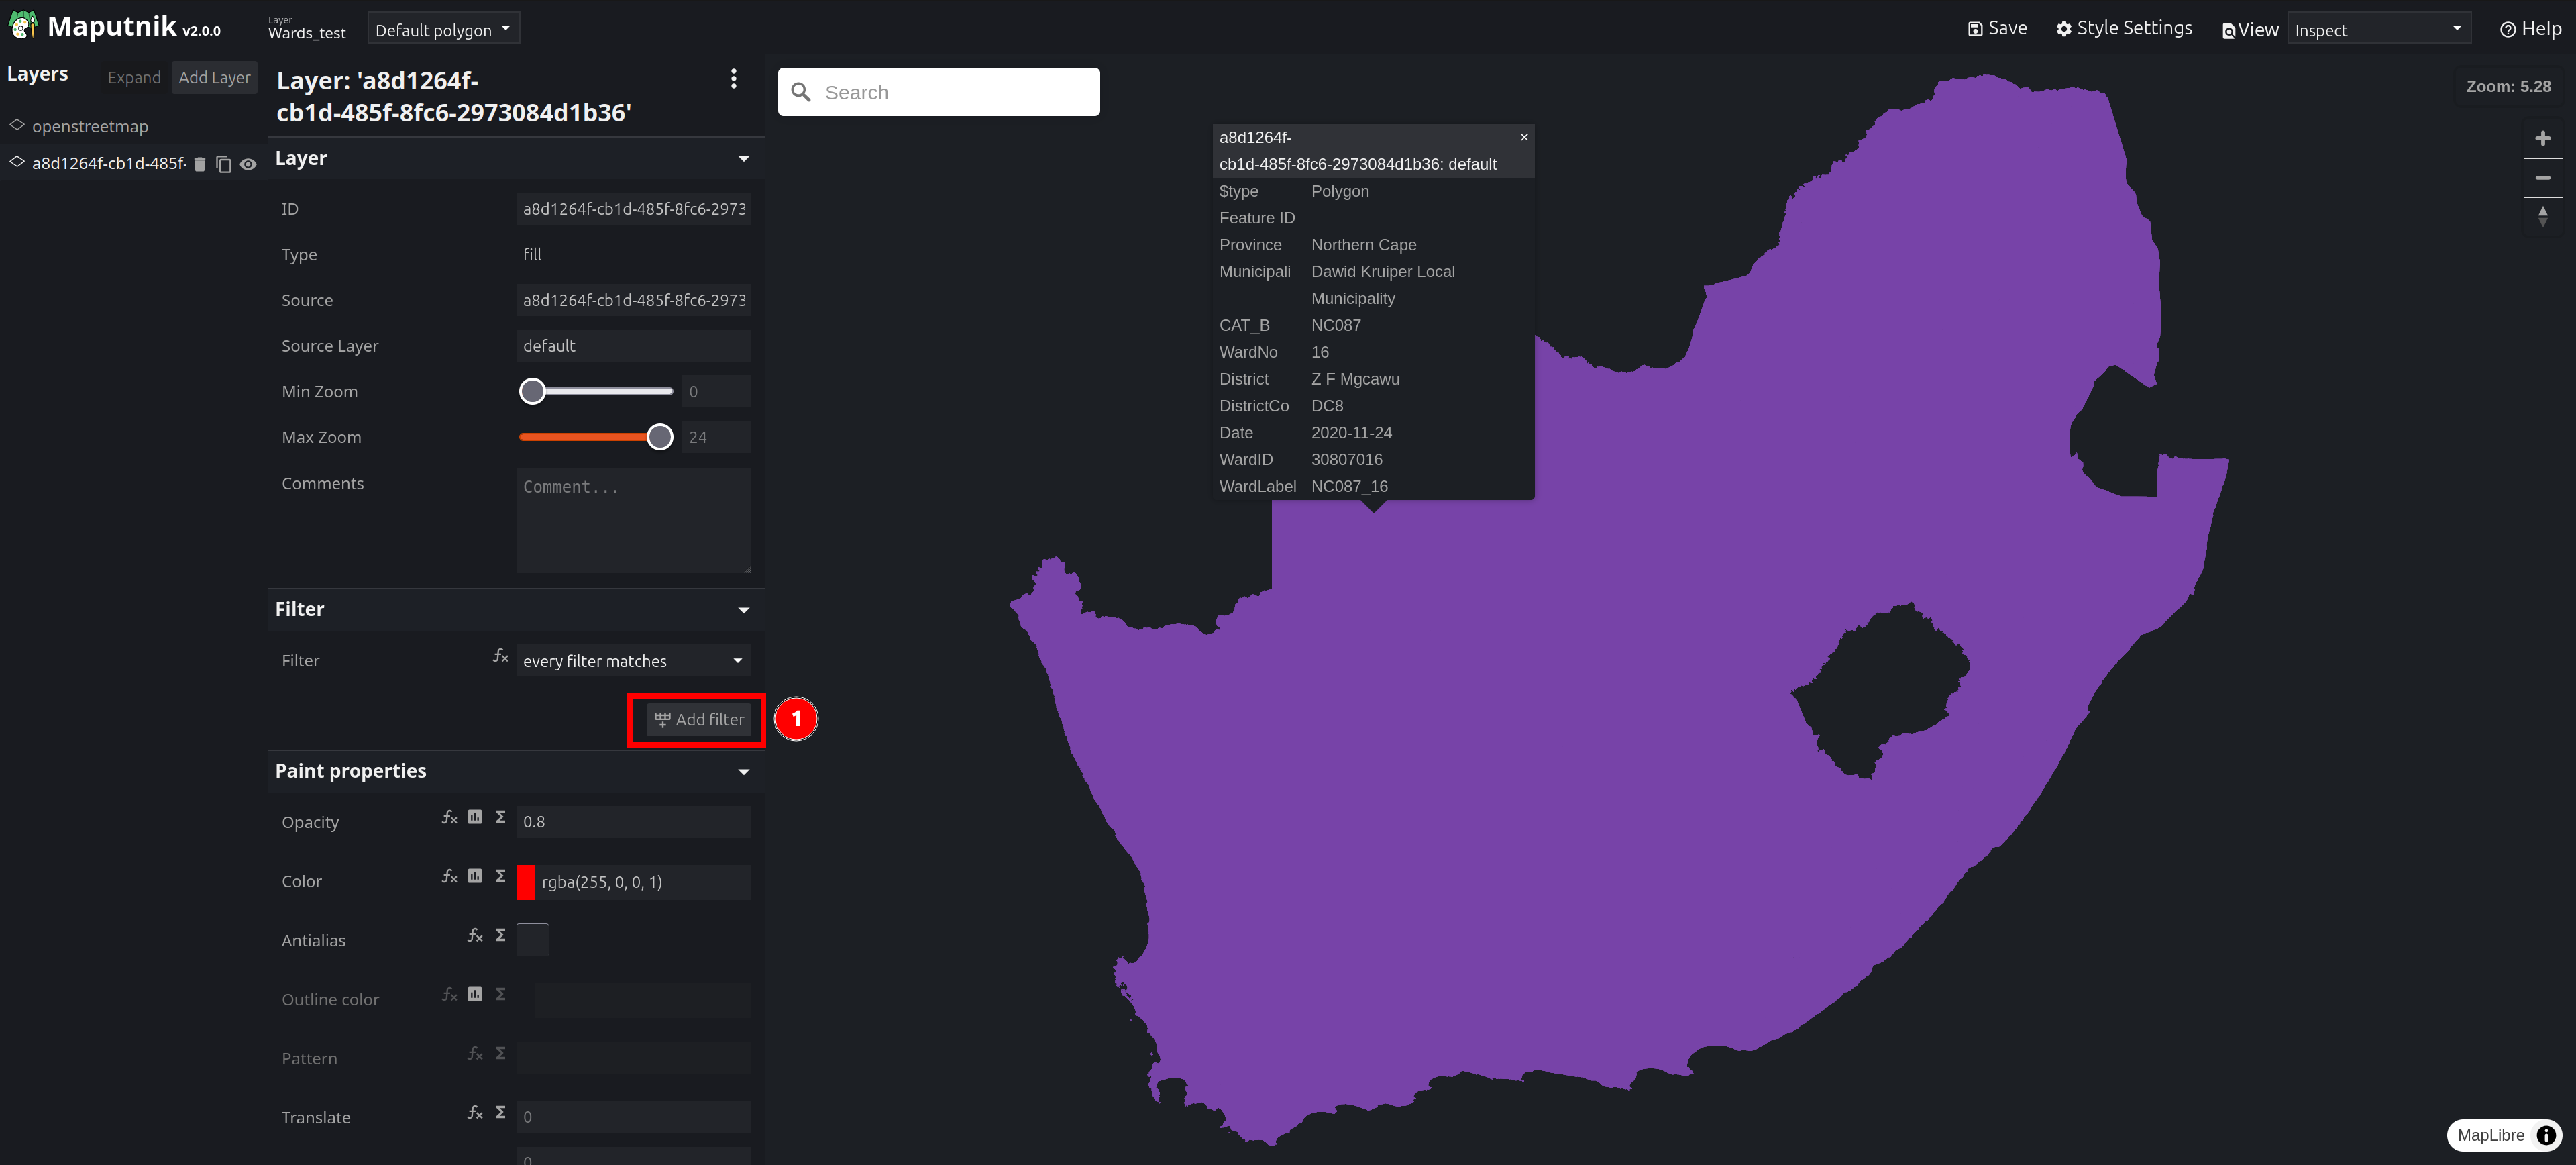 Maputnik v2.0.0
Layer
Wards_test
Default polygon
Save
Style Settings
View
Inspect
Help
Layers
Expand
Add Layer
openstreetmap
a8d1264f-cb1d-485f-
Layer: 'a8d1264f-
cb1d-485f-8fc6-2973084d1b36'
Layer
ID
a8d1264f-cb1d-485f-8fc6-2973
Type
fill
Source
a8d1264f-cb1d-485f-8fc6-2973
Source Layer
default
Min Zoom
0
Max Zoom
24
Comments
Comment...
Filter
Filter
every filter matches
Add filter
1
Paint properties
Opacity
0.8
Color
rgba(255, 0, 0, 1)
Antialias
Outline color
Pattern
Translate
0
0
Search
a8d1264f-
cb1d-485f-8fc6-2973084d1b36: default
×
$type Polygon
Feature ID
Province Northern Cape
Municipali Dawid Kruiper Local
Municipality
CAT_B NC087
WardNo 16
District Z F Mgcawu
DistrictCo DC8
Date 2020-11-24
WardID 30807016
WardLabel NC087_16
Zoom: 5.28
MapLibre